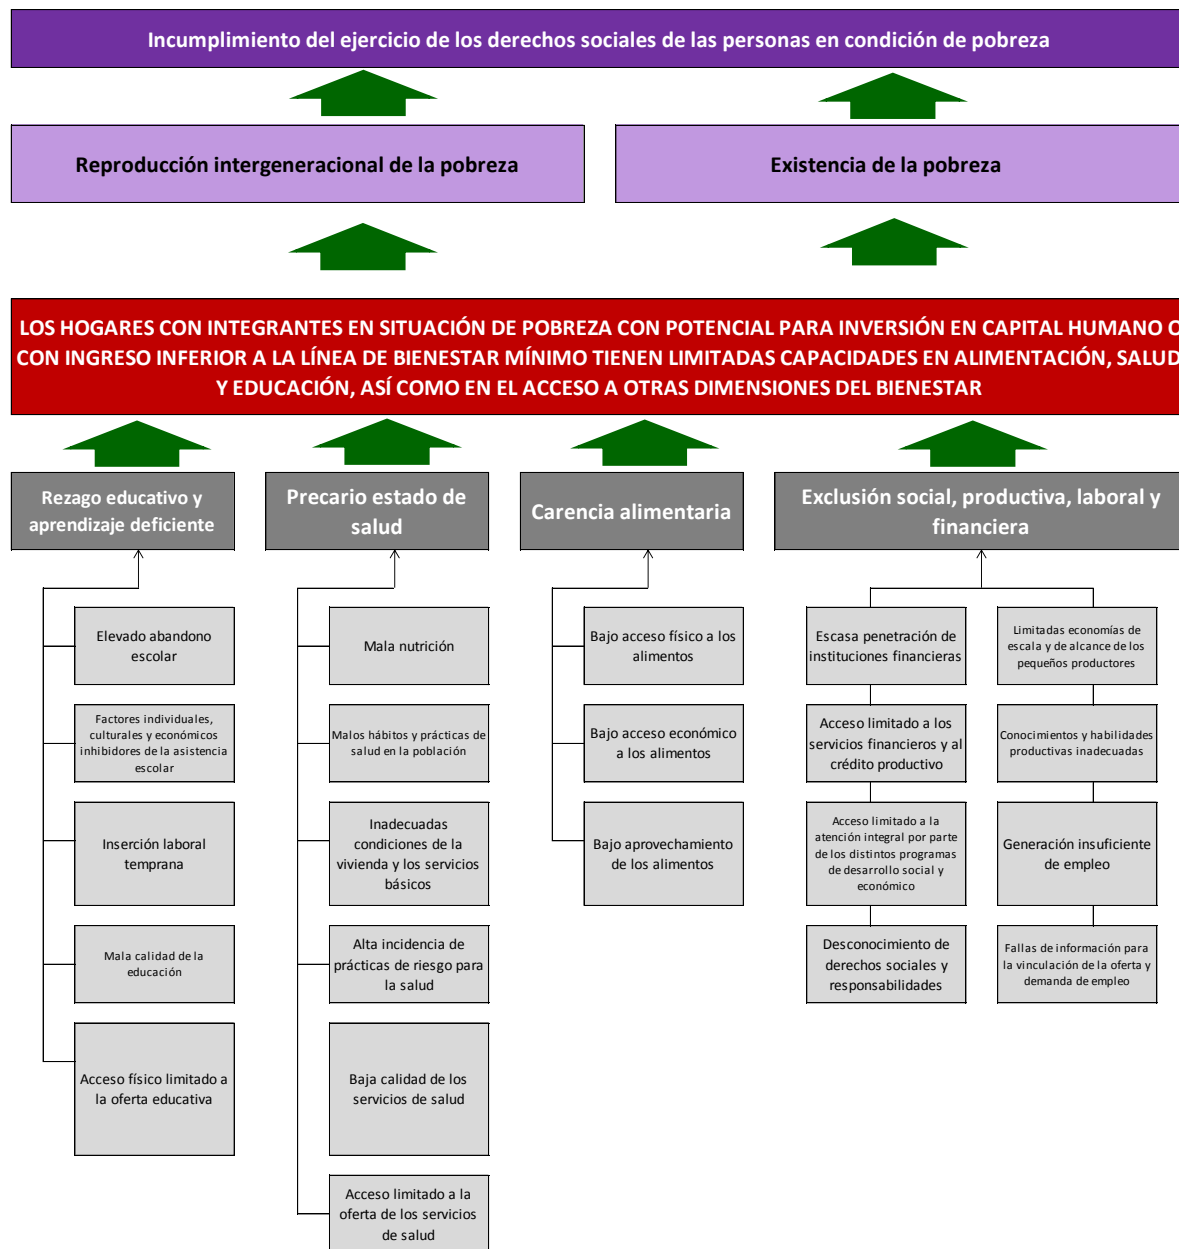 Incumplimiento del ejercicio de los derechos sociales de las personas en condición de pobreza
Reproducción intergeneracional de la pobreza
Existencia de la pobreza
LOS HOGARES CON INTEGRANTES EN SITUACIÓN DE POBREZA CON POTENCIAL PARA INVERSIÓN EN CAPITAL HUMANO O
CON INGRESO INFERIOR A LA LÍNEA DE BIENESTAR MÍNIMO TIENEN LIMITADAS CAPACIDADES EN ALIMENTACIÓN, SALUD
Y EDUCACIÓN, ASÍ COMO EN EL ACCESO A OTRAS DIMENSIONES DEL BIENESTAR
Rezago educativo y
aprendizaje deficiente
Elevado abandono
escolar
Factores individuales,
culturales y económicos
inhibidores de la asistencia
escolar
Inserción laboral
temprana
Mala calidad de la
educación
Acceso físico limitado a
la oferta educativa
Precario estado de
salud
Mala nutrición
Malos hábitos y prácticas de
salud en la población
Inadecuadas
condiciones de la
vivienda y los servicios
básicos
Alta incidencia de
prácticas de riesgo para
la salud
Baja calidad de los
servicios de salud
Acceso limitado a la
oferta de los servicios
de salud
Carencia alimentaria
Bajo acceso físico a los
alimentos
Bajo acceso económico
a los alimentos
Bajo aprovechamiento
de los alimentos
Exclusión social, productiva, laboral y
financiera
Escasa penetración de
instituciones financieras
Acceso limitado a los
servicios financieros y al
crédito productivo
Acceso limitado a la
atención integral por parte
de los distintos programas
de desarrollo social y
económico
Desconocimiento de
derechos sociales y
responsabilidades
Limitadas economías de
escala y de alcance de los
pequeños productores
Conocimientos y habilidades
productivas inadecuadas
Generación insuficiente
de empleo
Fallas de información para
la vinculación de la oferta y
demanda de empleo